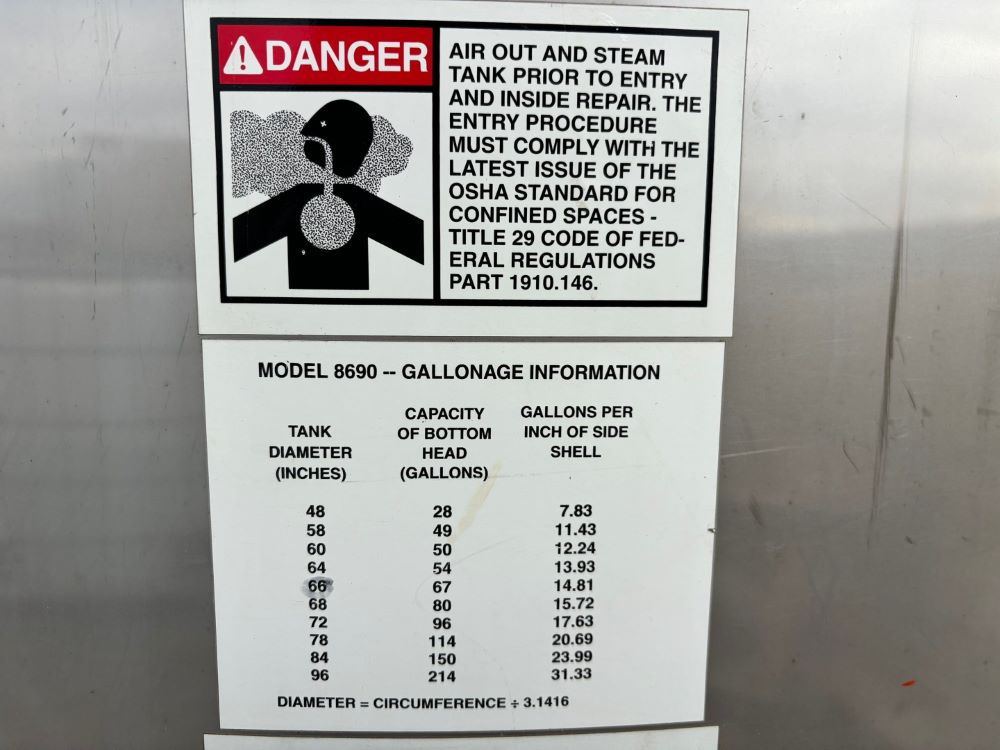 DANGER
AIR OUT AND STEAM
TANK PRIOR TO ENTRY
AND INSIDE REPAIR. THE
ENTRY PROCEDURE
MUST COMPLY WITH THE
LATEST ISSUE OF THE
OSHA STANDARD FOR
CONFINED SPACES -
TITLE 29 CODE OF FED-
ERAL REGULATIONS
PART 1910.146.
MODEL 8690 -- GALLONAGE INFORMATION
TANK DIAMETER (INCHES) CAPACITY OF BOTTOM HEAD (GALLONS) GALLONS PER INCH OF SIDE SHELL
48 28 7.83
58 49 11.43
60 50 12.24
64 54 13.93
66 67 14.81
68 80 15.72
72 96 17.63
78 114 20.69
84 150 23.99
96 214 31.33
DIAMETER = CIRCUMFERENCE ÷ 3.1416